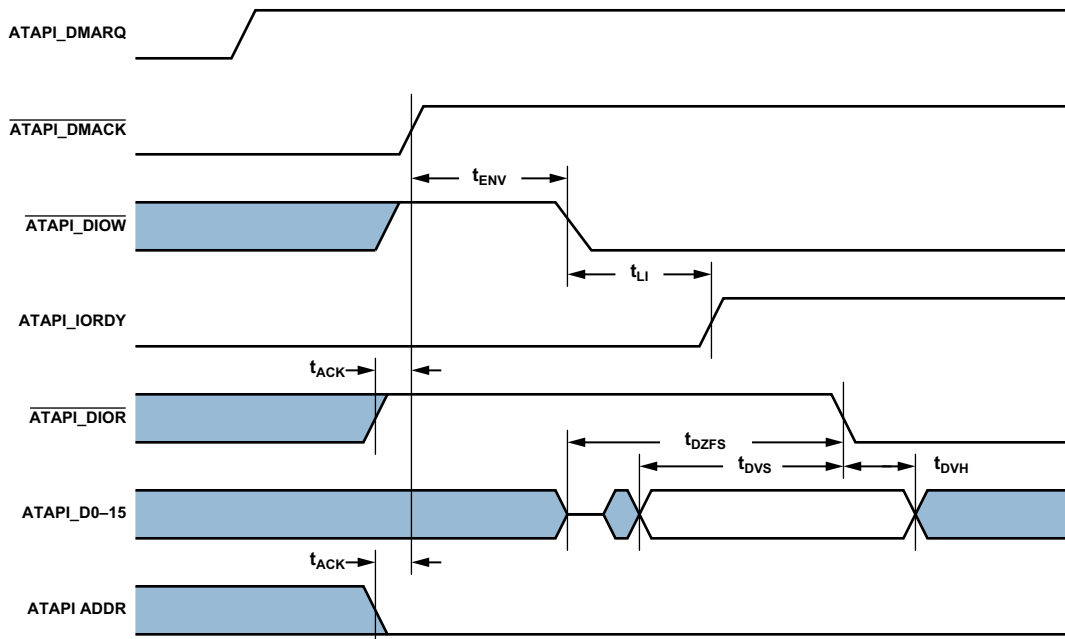 ATAPI_DMARQ
ATAPI_DMACK
tENV
ATAPI_DIOW
tLI
ATAPI_IORDY
tACK
ATAPI_DIOR
tDZFS
tDVS
tDVH
ATAPI_D0–15
tACK
ATAPI ADDR